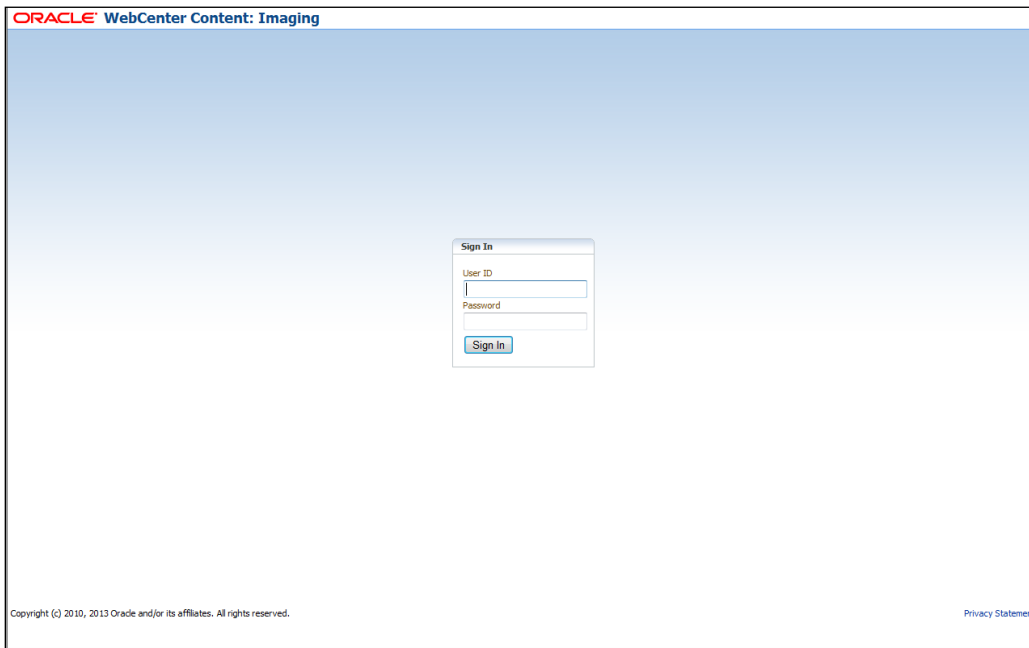 ORACLE® WebCenter Content: Imaging
Sign In
User ID
Password
Sign In
Copyright (c) 2010, 2013 Oracle and/or its affiliates. All rights reserved.
Privacy Statemen